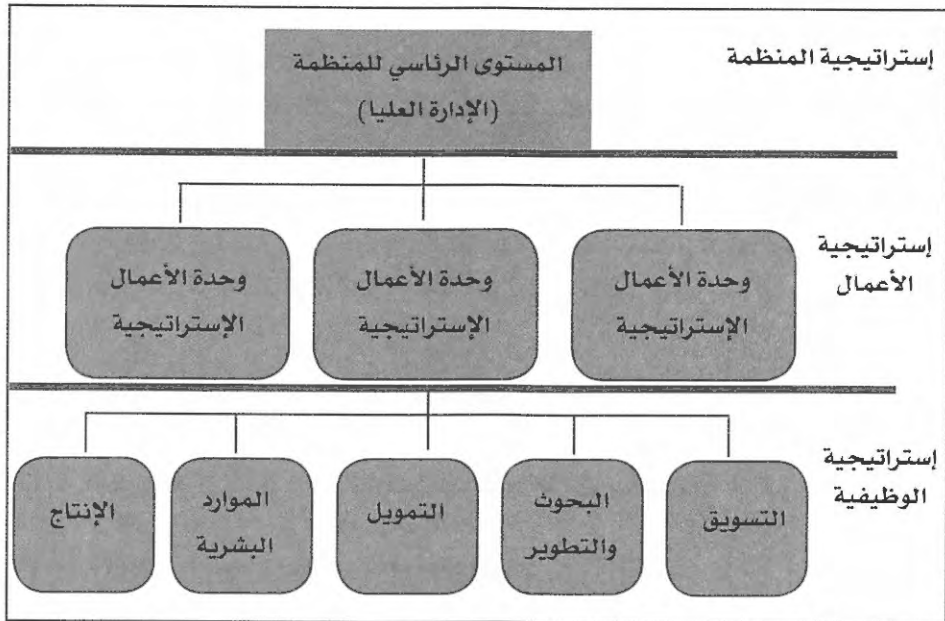 إستراتيجية المنظمة
المستوى الرئاسي للمنظمة
(الإدارة العليا)
إستراتيجية
الأعمال
وحدة الأعمال
الإستراتيجية
وحدة الأعمال
الإستراتيجية
وحدة الأعمال
الإستراتيجية
إستراتيجية
الوظيفية
التسويق
البحوث
والتطوير
التمويل
الموارد
البشرية
الإنتاج